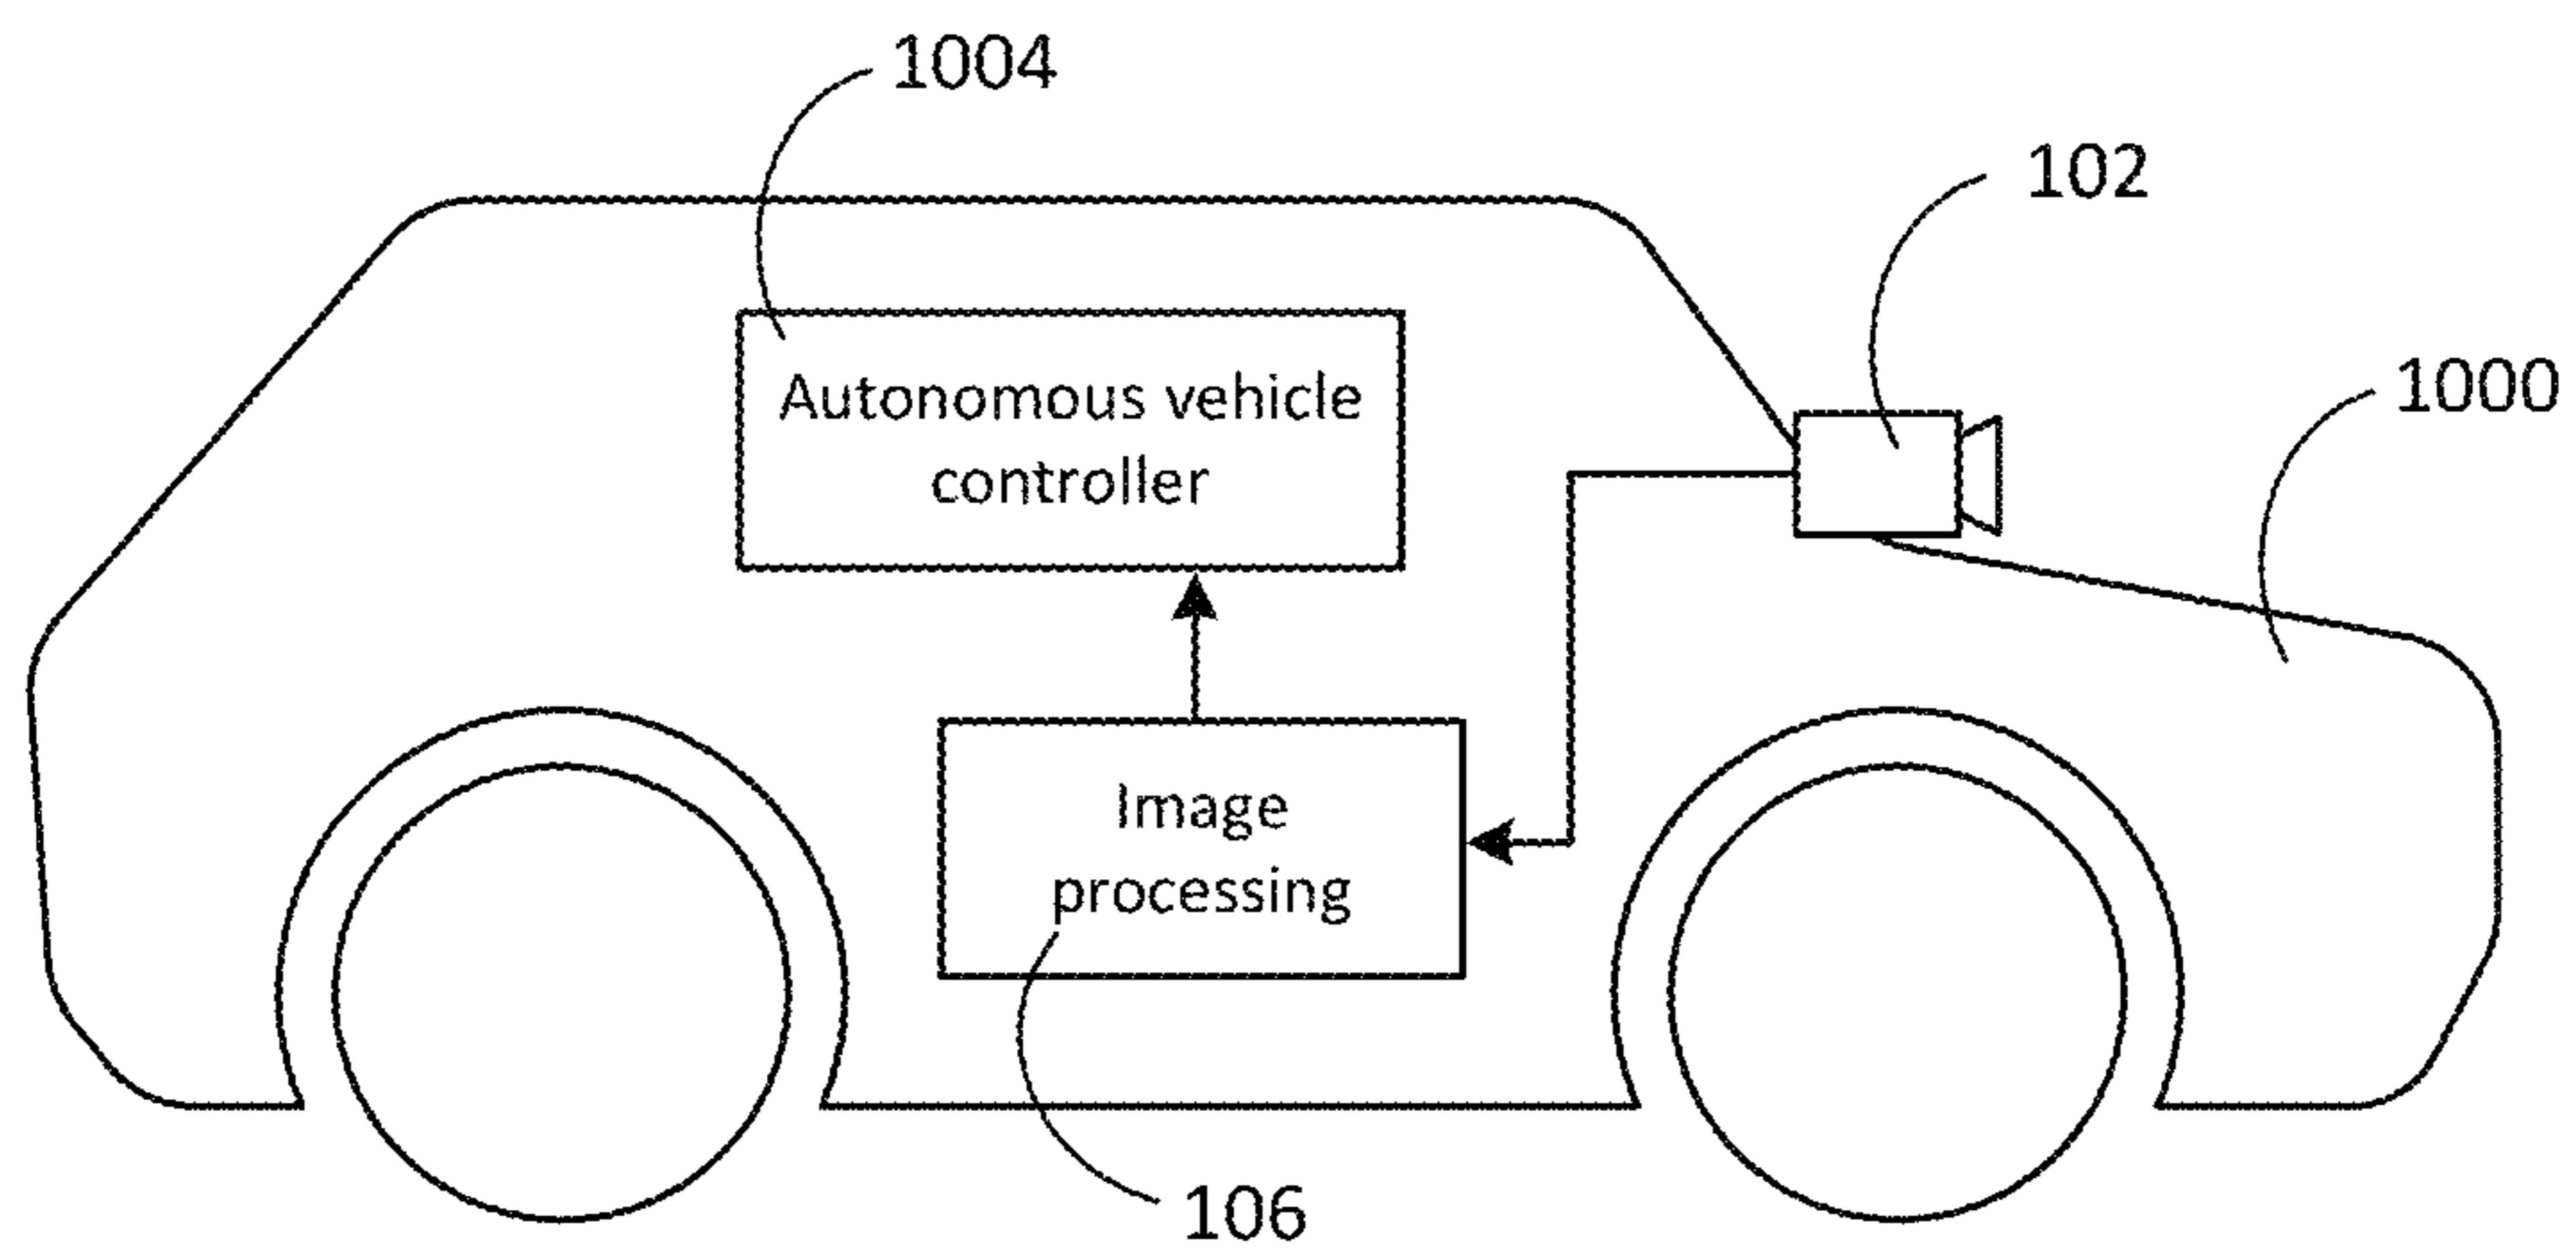 1004
102
1000
Autonomous vehicle
controller
Image
processing
106